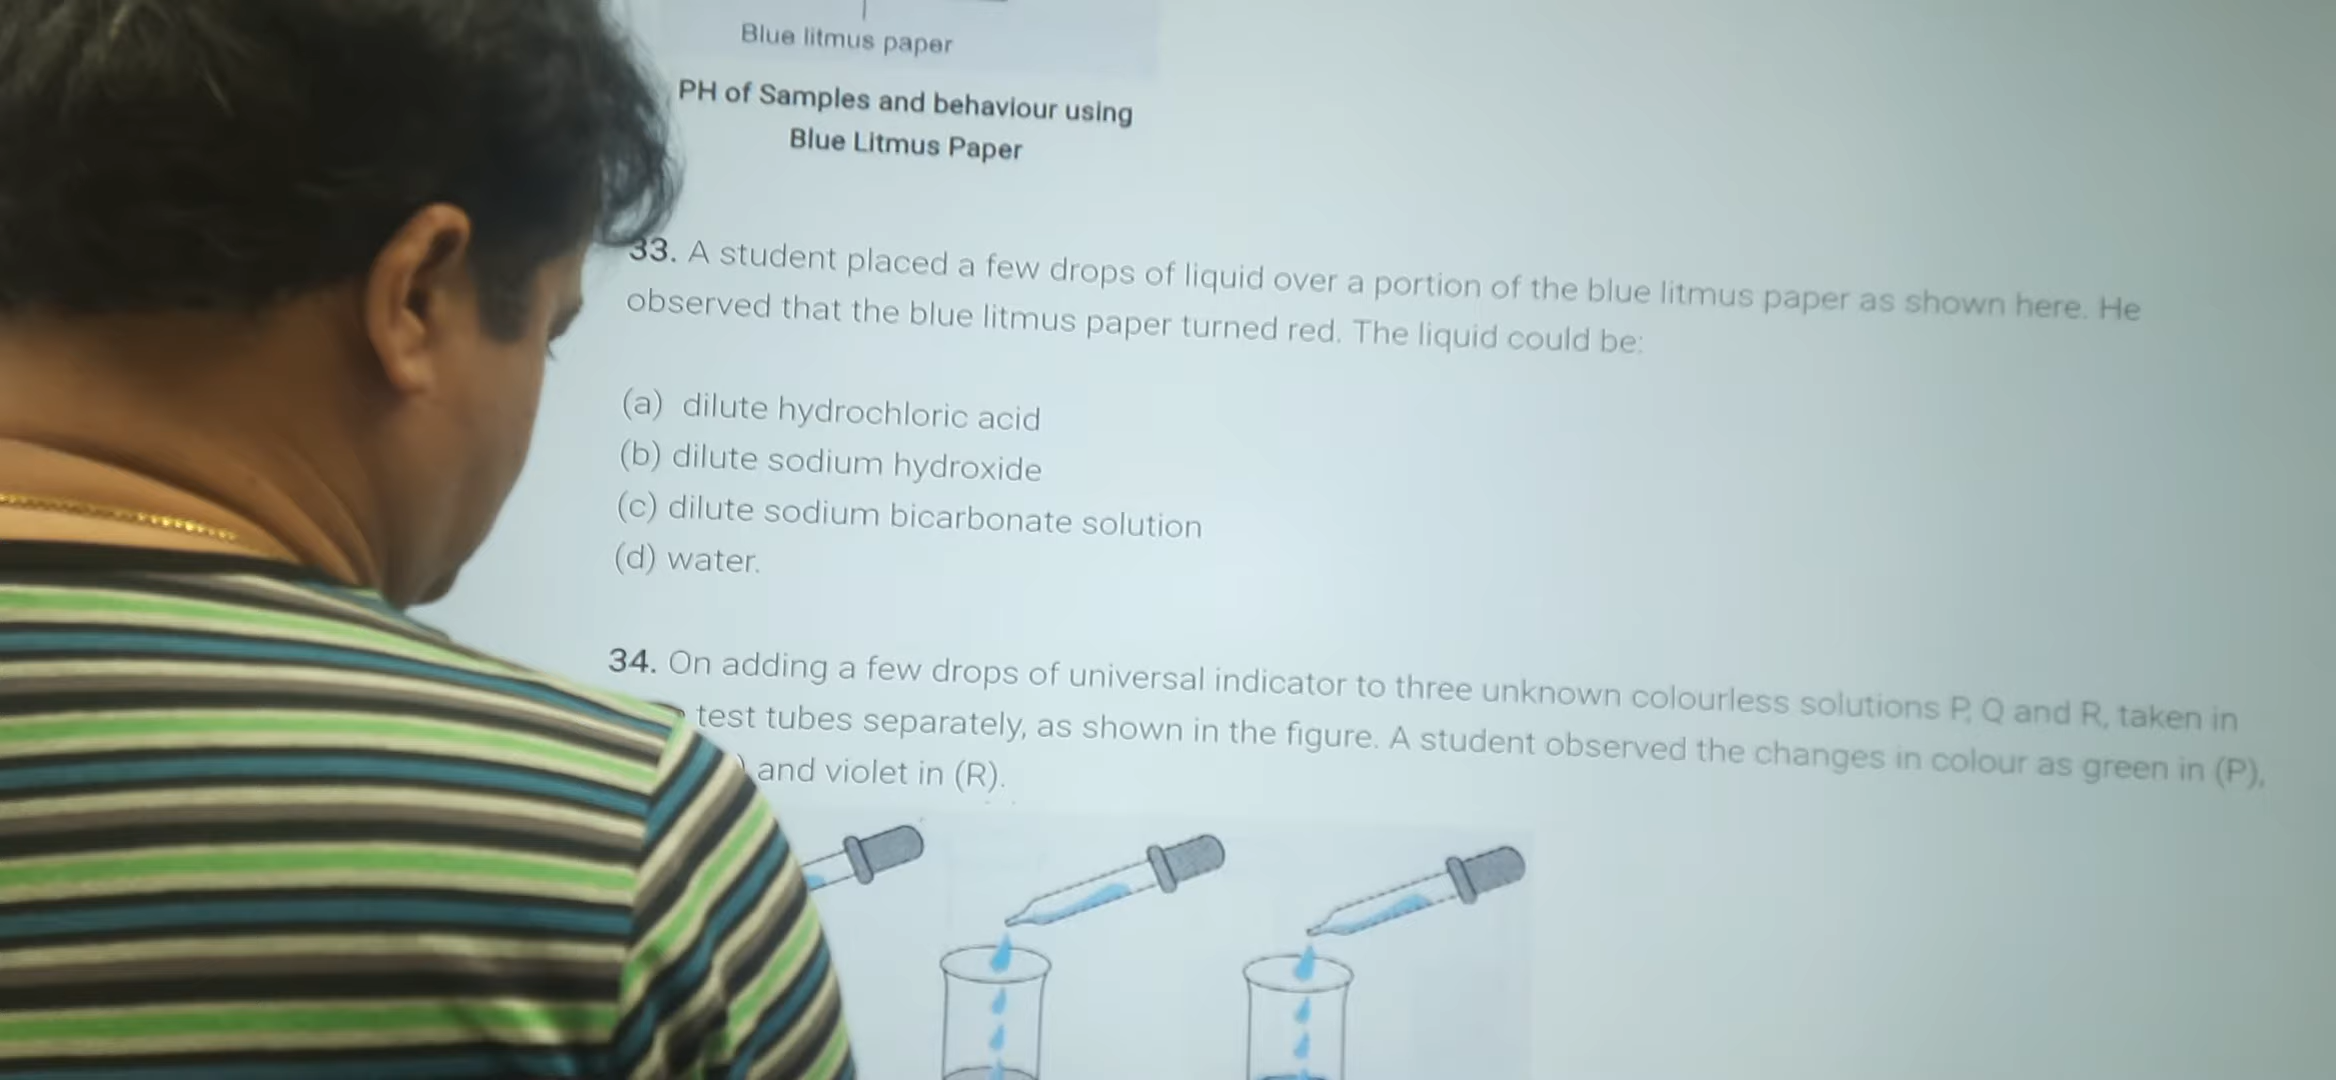 Blue litmus paper
PH of Samples and behaviour using
Blue Litmus Paper
33. A student placed a few drops of liquid over a portion of the blue litmus paper as shown here. He
observed that the blue litmus paper turned red. The liquid could be:
(a) dilute hydrochloric acid
(b) dilute sodium hydroxide
(c) dilute sodium bicarbonate solution
(d) water.
34. On adding a few drops of universal indicator to three unknown colourless solutions P, Q and R, taken in
test tubes separately, as shown in the figure. A student observed the changes in colour as green in (P),
and violet in (R).